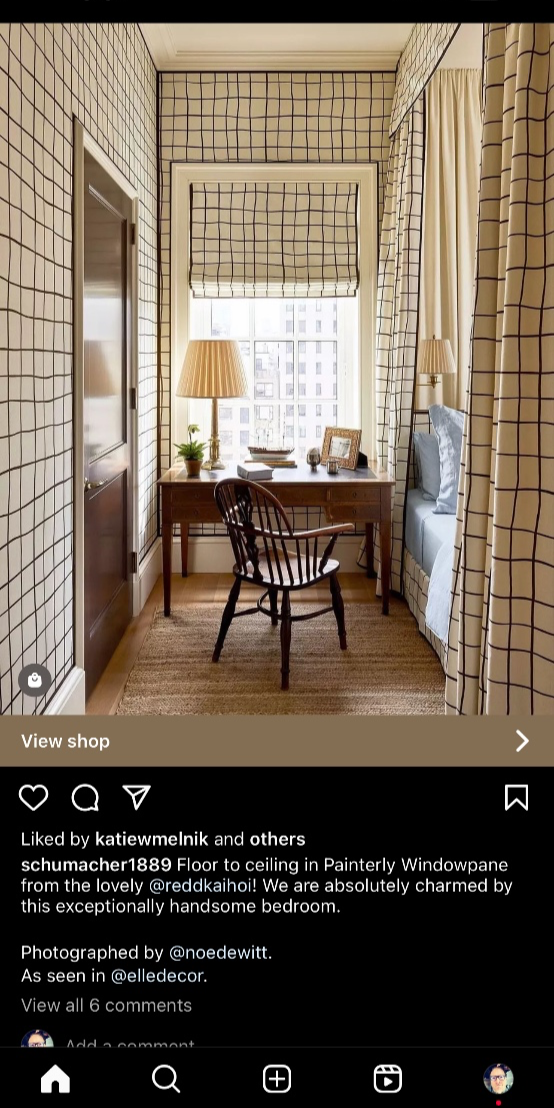 View shop
Liked by katiewmelnik and others
schumacher1889 Floor to ceiling in Painterly Windowpane
from the lovely @reddkaihoi! We are absolutely charmed by
this exceptionally handsome bedroom.
Photographed by @noedewitt.
As seen in @elledecor.
View all 6 comments
Add a comment